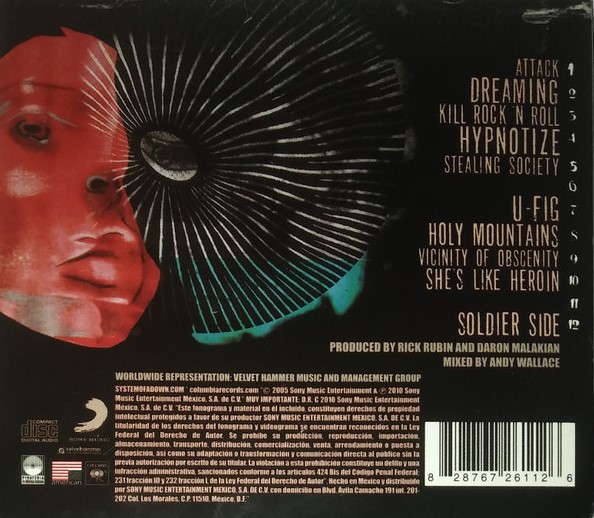 ATTACK 1
DREAMING 2
KILL ROCK 'N ROLL 3
HYPNOTIZE 4
STEALING SOCIETY 5
6
U-FIG 7
HOLY MOUNTAINS 8
VICINITY OF OBSCENITY 9
SHE'S LIKE HEROIN 10
11
SOLDIER SIDE 12
PRODUCED BY RICK RUBIN AND DARON MALAKIAN
MIXED BY ANDY WALLACE
WORLDWIDE REPRESENTATION: VELVET HAMMER MUSIC AND MANAGEMENT GROUP
SYSTEMOFADOWN.COM * columbiarecords.com "© 2005 Sony Music Entertainment & ℗ 2010 Sony
Music Entertainment México, S.A. de C.V." MUY IMPORTANTE: D.R. © 2010 Sony Music Entertainment
México, S.A. de C.V. "Este fonograma y material en él incluido, constituyen derechos de propiedad
intelectual protegidos a favor de su productor SONY MUSIC ENTERTAINMENT MEXICO, S.A. DE C.V. La
titularidad de los derechos del fonograma y videograma se encuentran reconocidos en la Ley
Federal del Derecho de Autor. Se prohíbe su producción, reproducción, importación,
almacenamiento, transporte, distribución, comercialización, venta, arrendamiento o puesta a
disposición, así como su adaptación o transformación y comunicación directa al público sin la
previa autorización por escrito de su titular. La violación a esta prohibición constituye un delito y una
infracción administrativa, sancionados conforme a los artículos 424 Bis del Código Penal Federal;
231 fracción III y 232 fracción I, de la Ley Federal del Derecho de Autor". Hecho en México y distribuido
por SONY MUSIC ENTERTAINMENT MEXICO, S.A. DE C.V. con domicilio en Blvd. Ávila Camacho 191 int. 201-
202 Col. Los Morales, C.P. 11510, México, D.F."
COMPACT
disc
DIGITAL AUDIO
SONY MUSIC
velvethammer
american
COLUMBIA
8 28767 26112 6